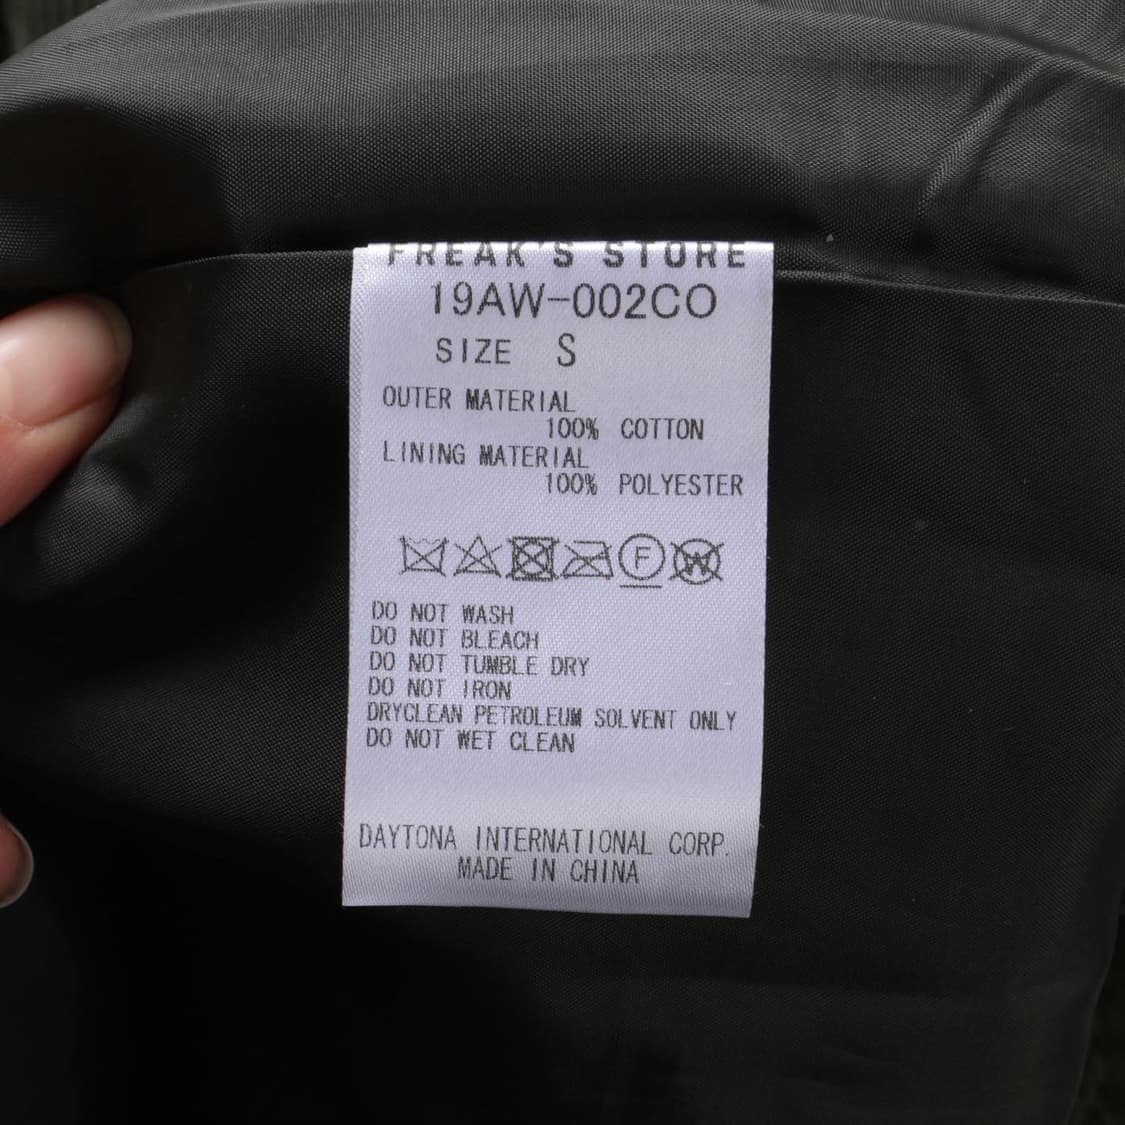 FREAK'S STORE
19AW-002CO
SIZE S
OUTER MATERIAL
100% COTTON
LINING MATERIAL
100% POLYESTER
F W
DO NOT WASH
DO NOT BLEACH
DO NOT TUMBLE DRY
DO NOT IRON
DRYCLEAN PETROLEUM SOLVENT ONLY
DO NOT WET CLEAN
DAYTONA INTERNATIONAL CORP.
MADE IN CHINA